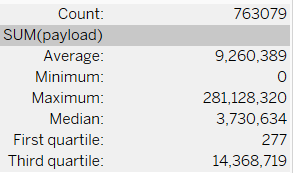 Count: 763079
SUM(payload)
Average: 9,260,389
Minimum: 0
Maximum: 281,128,320
Median: 3,730,634
First quartile: 277
Third quartile: 14,368,719